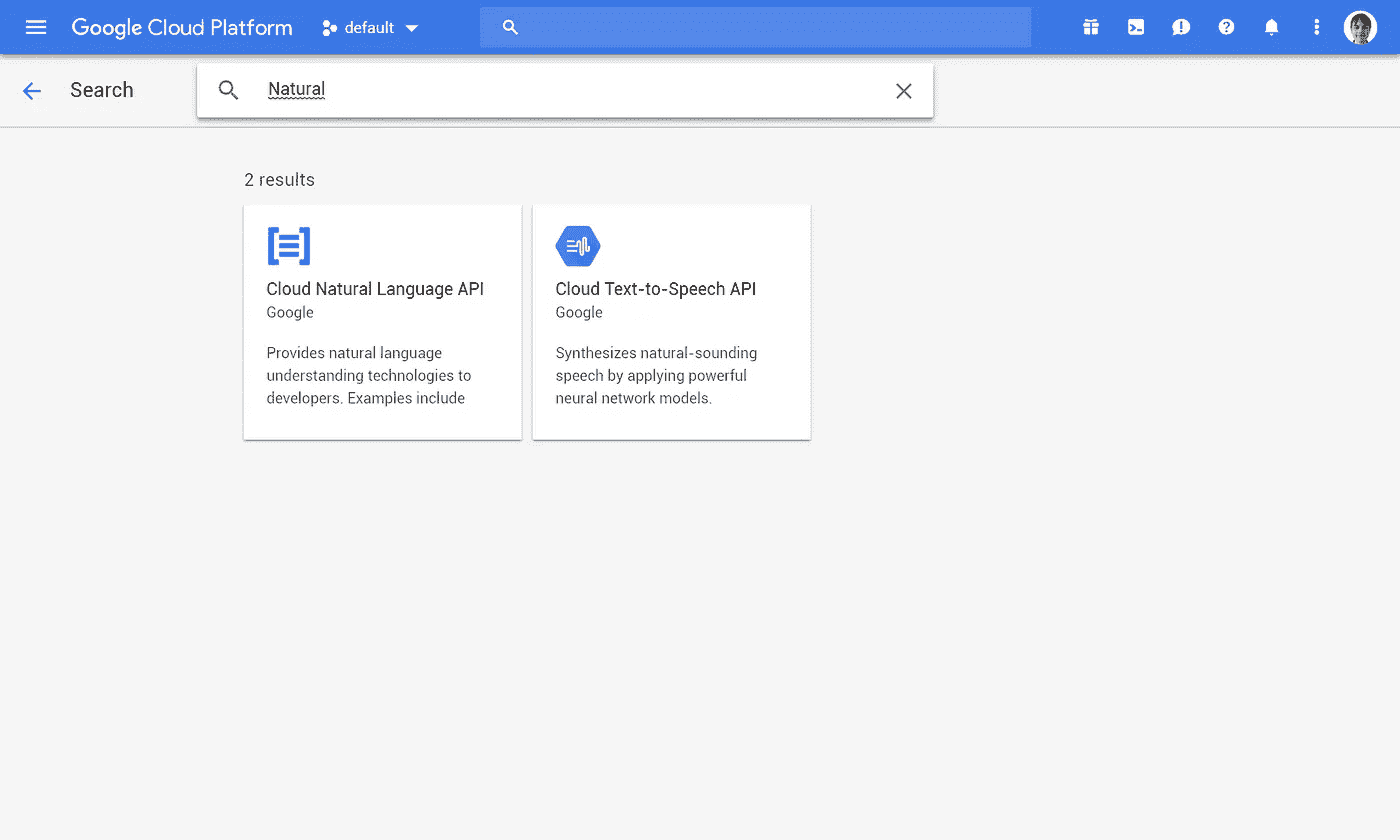 Google Cloud Platform default
Search Natural
2 results
Cloud Natural Language API
Google
Provides natural language
understanding technologies to
developers. Examples include
Cloud Text-to-Speech API
Google
Synthesizes natural-sounding
speech by applying powerful
neural network models.